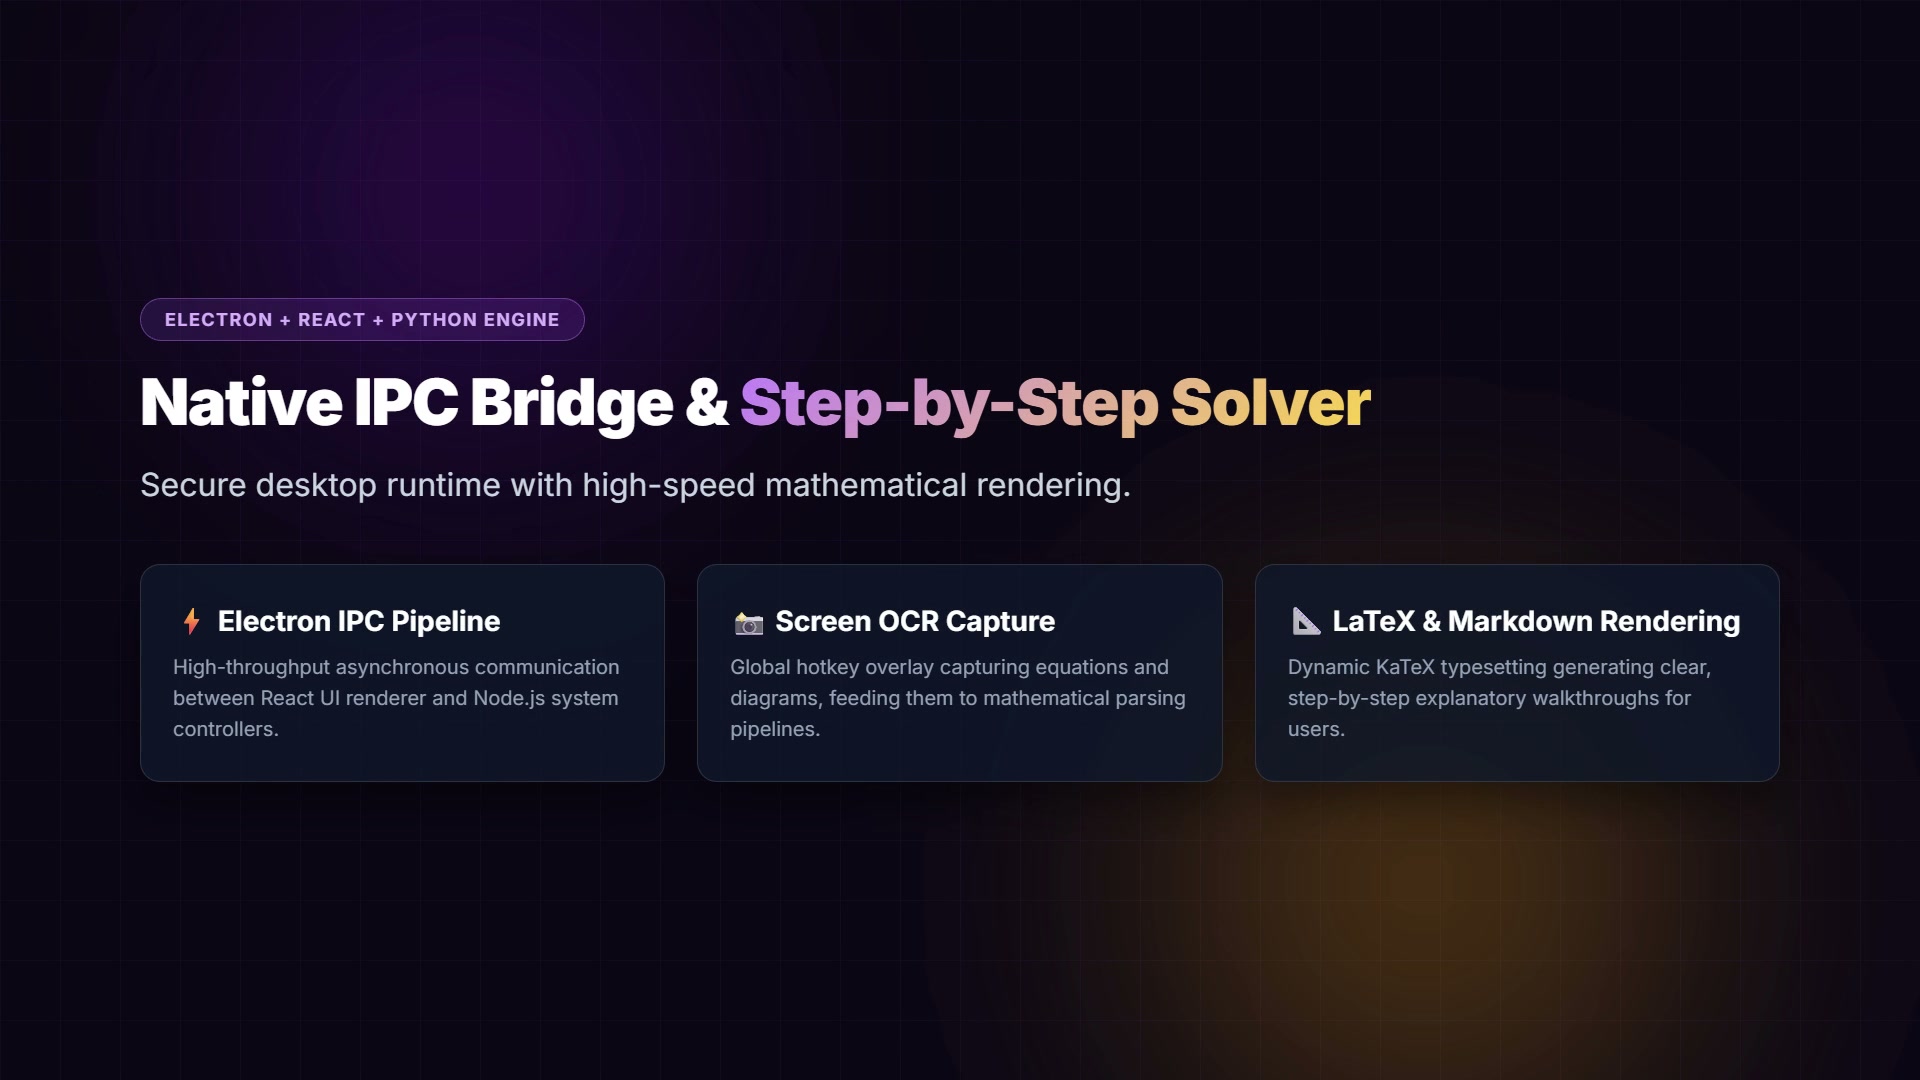 ELECTRON + REACT + PYTHON ENGINE
Native IPC Bridge & Step-by-Step Solver
Secure desktop runtime with high-speed mathematical rendering.
Electron IPC Pipeline
High-throughput asynchronous communication
between React UI renderer and Node.js system
controllers.
Screen OCR Capture
Global hotkey overlay capturing equations and
diagrams, feeding them to mathematical parsing
pipelines.
LaTeX & Markdown Rendering
Dynamic KaTeX typesetting generating clear,
step-by-step explanatory walkthroughs for
users.